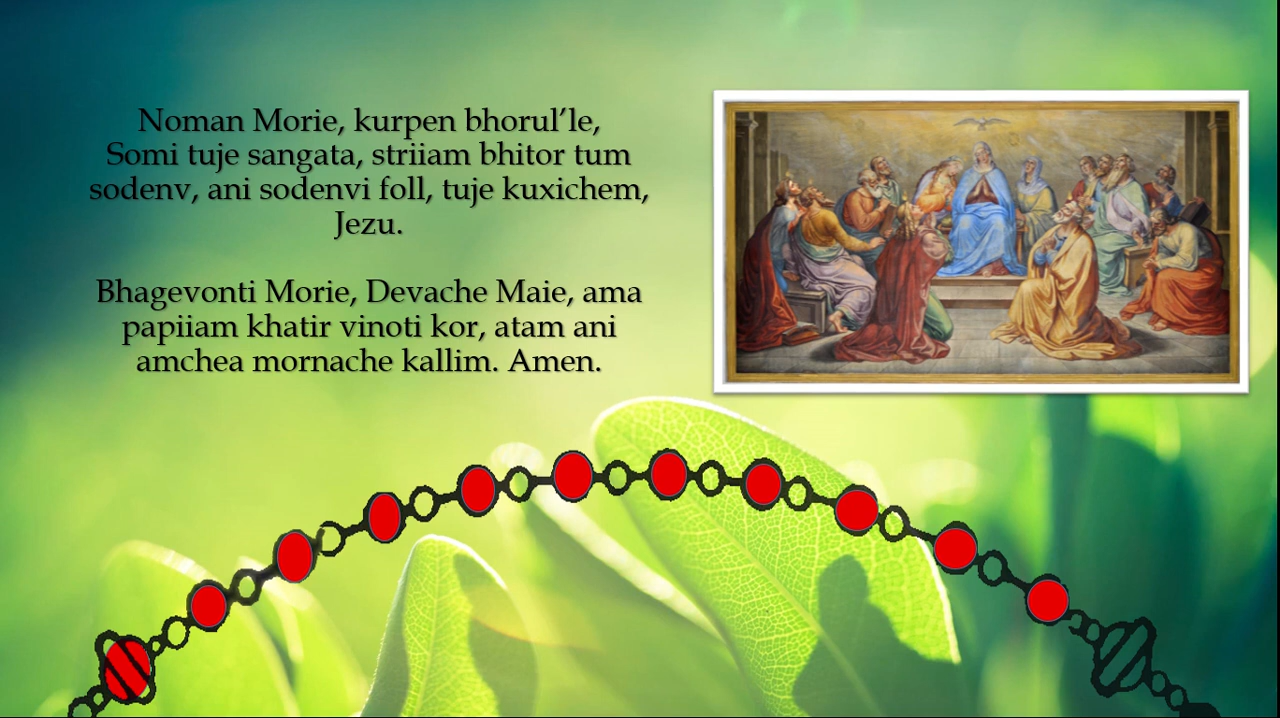 Noman Morie, kurpen bhorul’le,
Somi tuje sangata, striiam bhitor tum
sodenv, ani sodenvi foll, tuje kuxichem,
Jezu.
Bhagevonti Morie, Devache Maie, ama
papiiam khatir vinoti kor, atam ani
amchea mornache kallim. Amen.